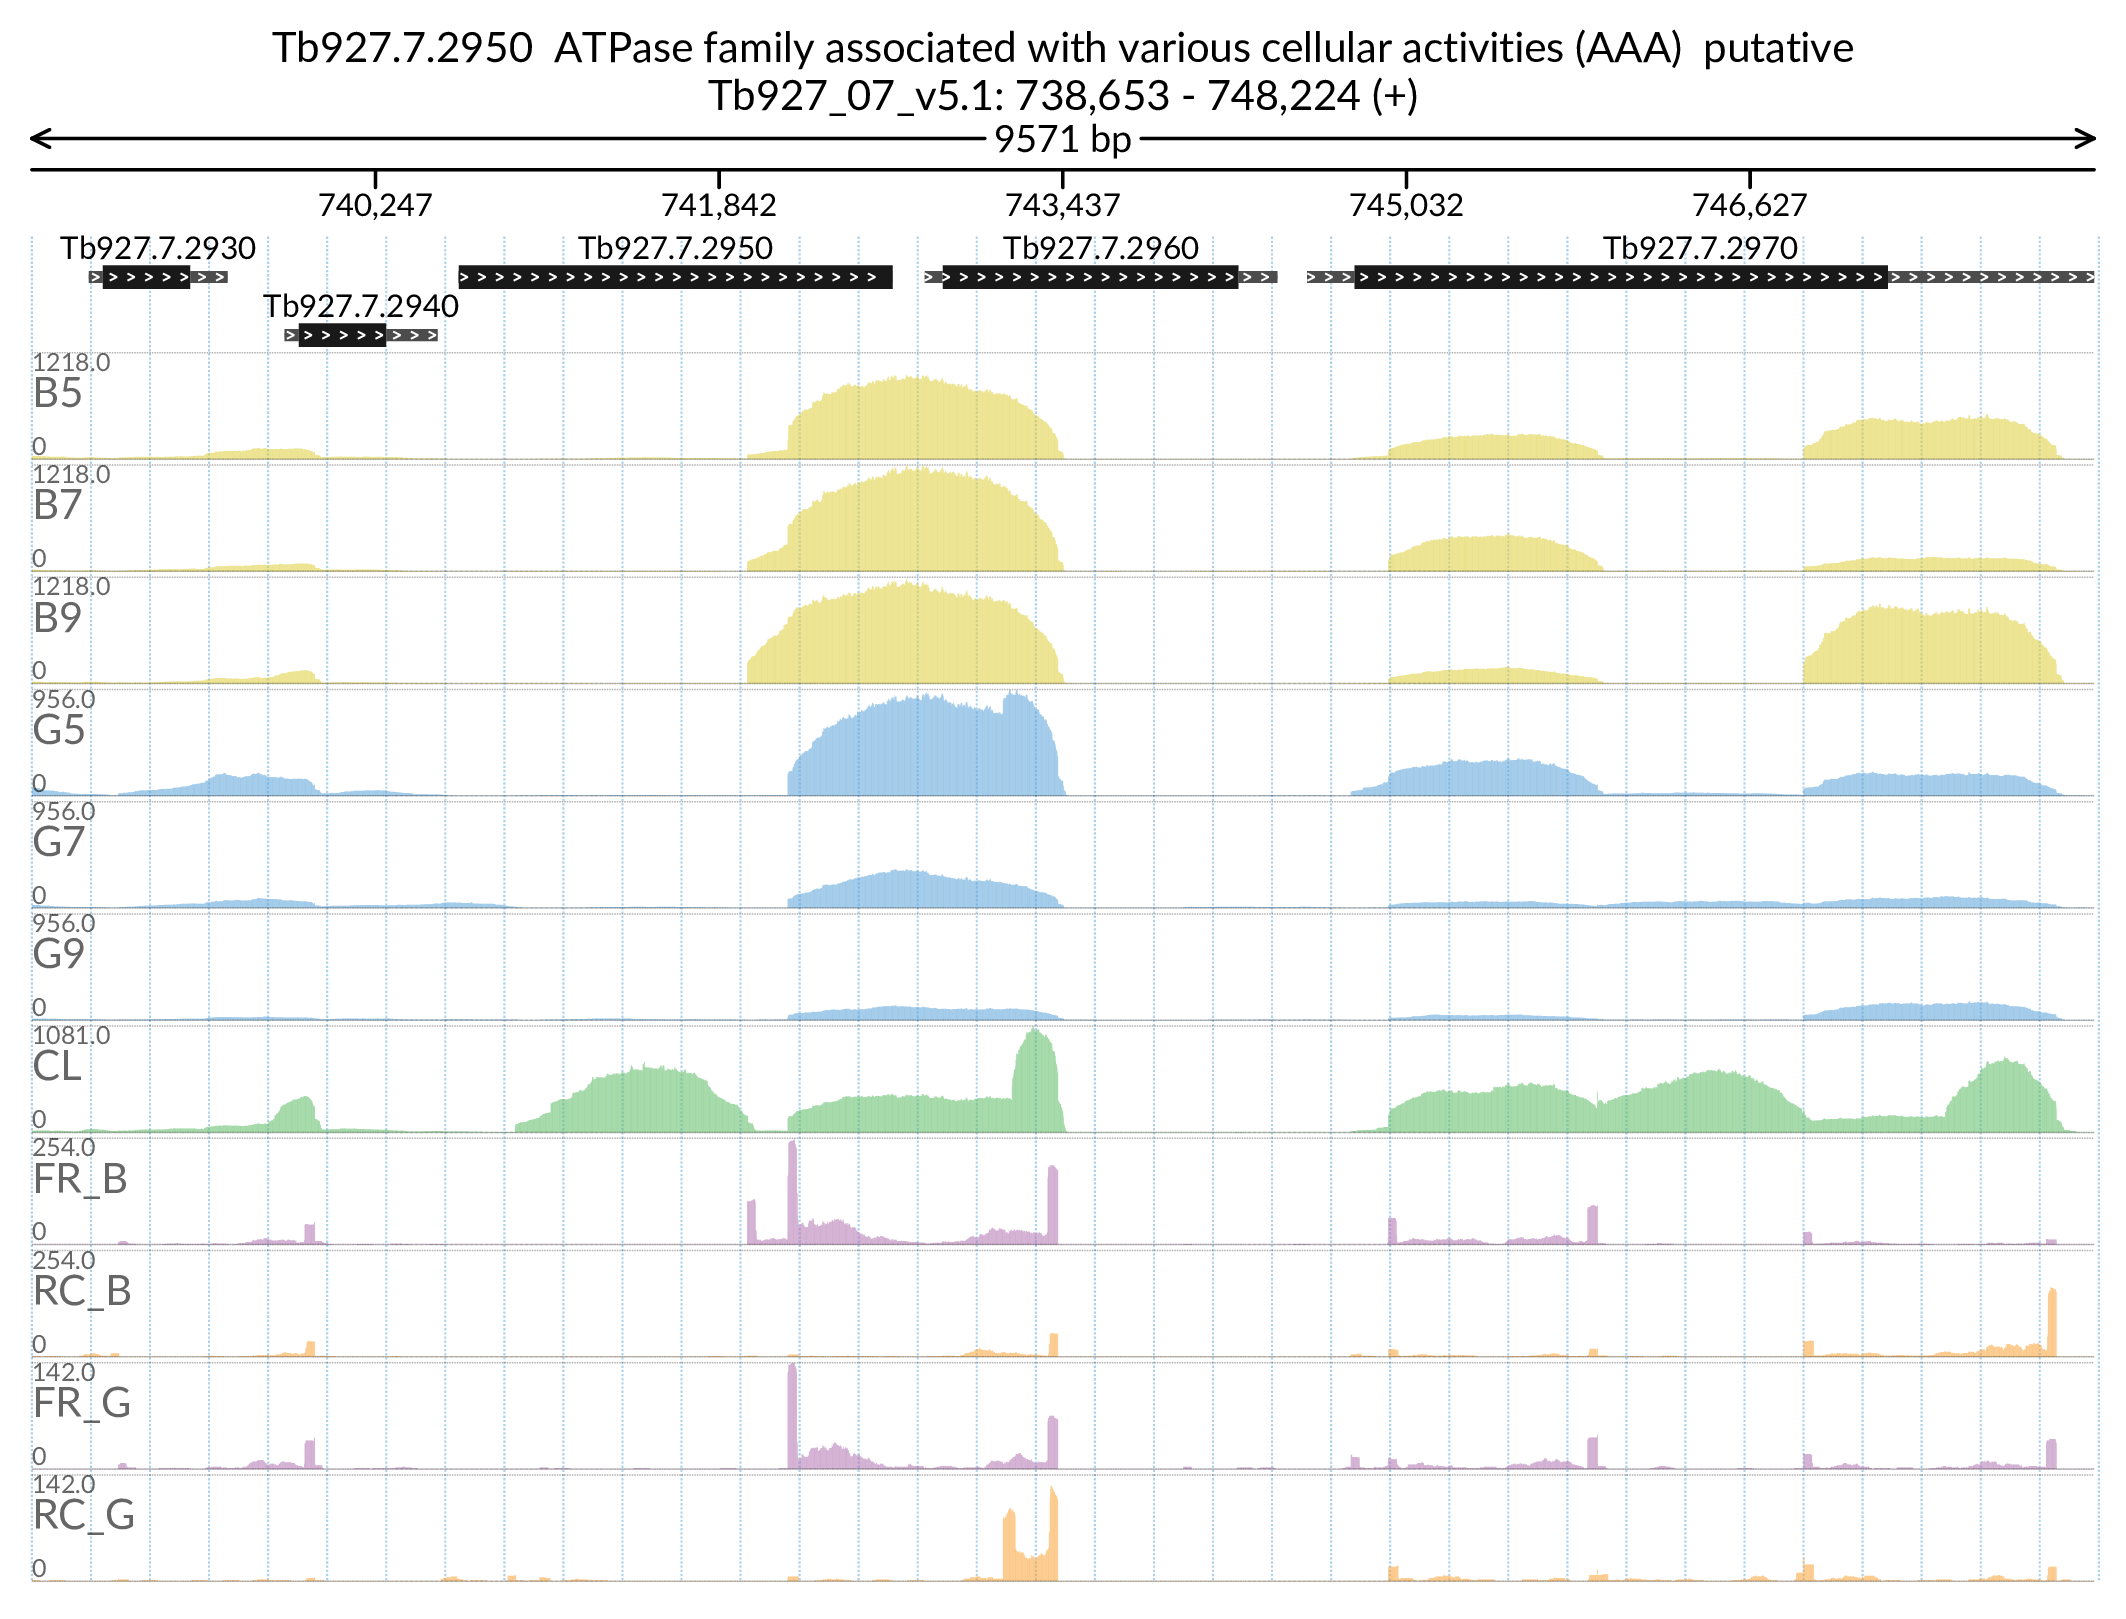 Tb927.7.2950  ATPase family associated with various cellular activities (AAA)  putative
Tb927_07_v5.1: 738,653 - 748,224 (+)
9571 bp
740,247 741,842 743,437 745,032 746,627
Tb927.7.2930 Tb927.7.2950 Tb927.7.2960 Tb927.7.2970
Tb927.7.2940
1218.0
B5
0
1218.0
B7
0
1218.0
B9
0
956.0
G5
0
956.0
G7
0
956.0
G9
0
1081.0
CL
0
254.0
FR_B
0
254.0
RC_B
0
142.0
FR_G
0
142.0
RC_G
0